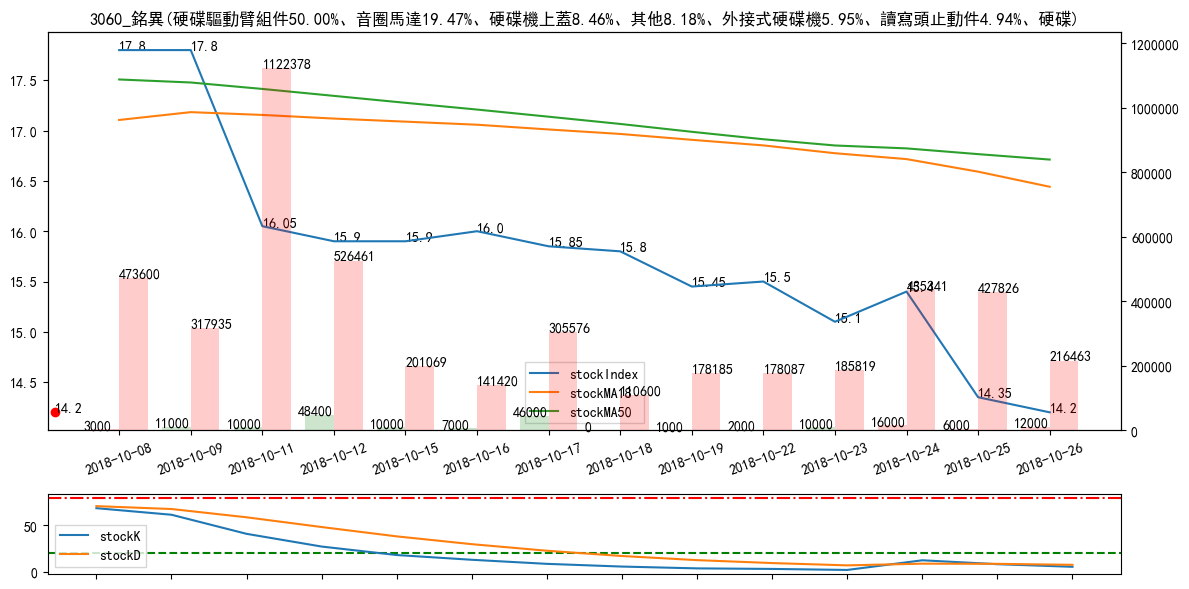 3060_銘異(硬碟驅動臂組件50.00%、音圈馬達19.47%、硬碟機上蓋8.46%、其他8.18%、外接式硬碟機5.95%、讀寫頭止動件4.94%、硬碟)
17.8 17.8 16.05 15.9 15.9 16.0 15.85 15.8 15.45 15.5 15.1 15.4 14.35 14.2
14.2
473600 317935 1122378 526461 201069 141420 305576 110600 178185 178087 185819 455341 427826 216463
3000 11000 10000 48400 10000 7000 46000 0 1000 2000 10000 16000 6000 12000
17.5
17.0
16.5
16.0
15.5
15.0
14.5
1200000
1000000
800000
600000
400000
200000
0
stockIndex
stockMA18
stockMA50
2018-10-08 2018-10-09 2018-10-11 2018-10-12 2018-10-15 2018-10-16 2018-10-17 2018-10-18 2018-10-19 2018-10-22 2018-10-23 2018-10-24 2018-10-25 2018-10-26
50
0
stockK
stockD